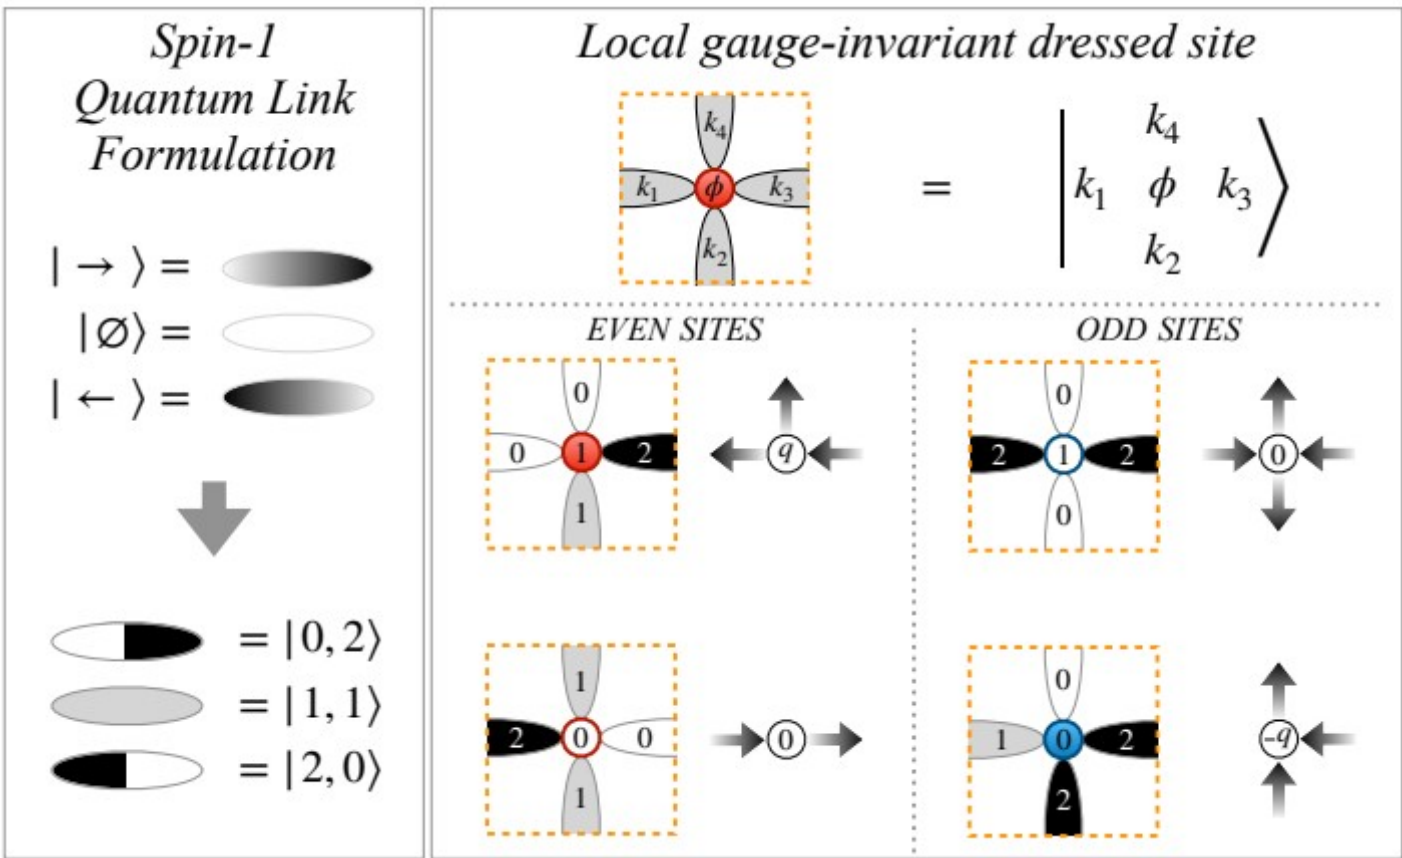 Spin-1
Quantum Link
Formulation
| → ⟩ =
|∅⟩ =
| ← ⟩ =
= |0,2⟩
= |1,1⟩
= |2,0⟩
Local gauge-invariant dressed site
k₄
k₁ ϕ k₃
k₂
=
| k₄
k₁ ϕ k₃ ⟩
k₂
EVEN SITES
0
0 1 2
1
q
1
2 0 0
1
0
ODD SITES
0
2 1 2
0
0
0
1 0 2
2
-q